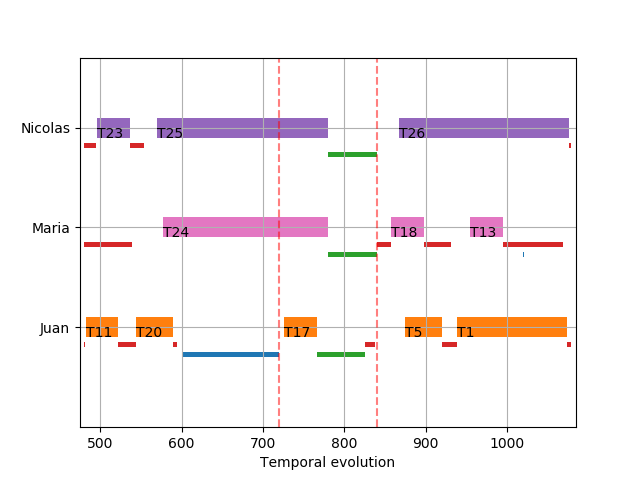 Nicolas
T23 T25 T26
Maria
T24 T18 T13
Juan
T11 T20 T17 T5 T1
500 600 700 800 900 1000
Temporal evolution